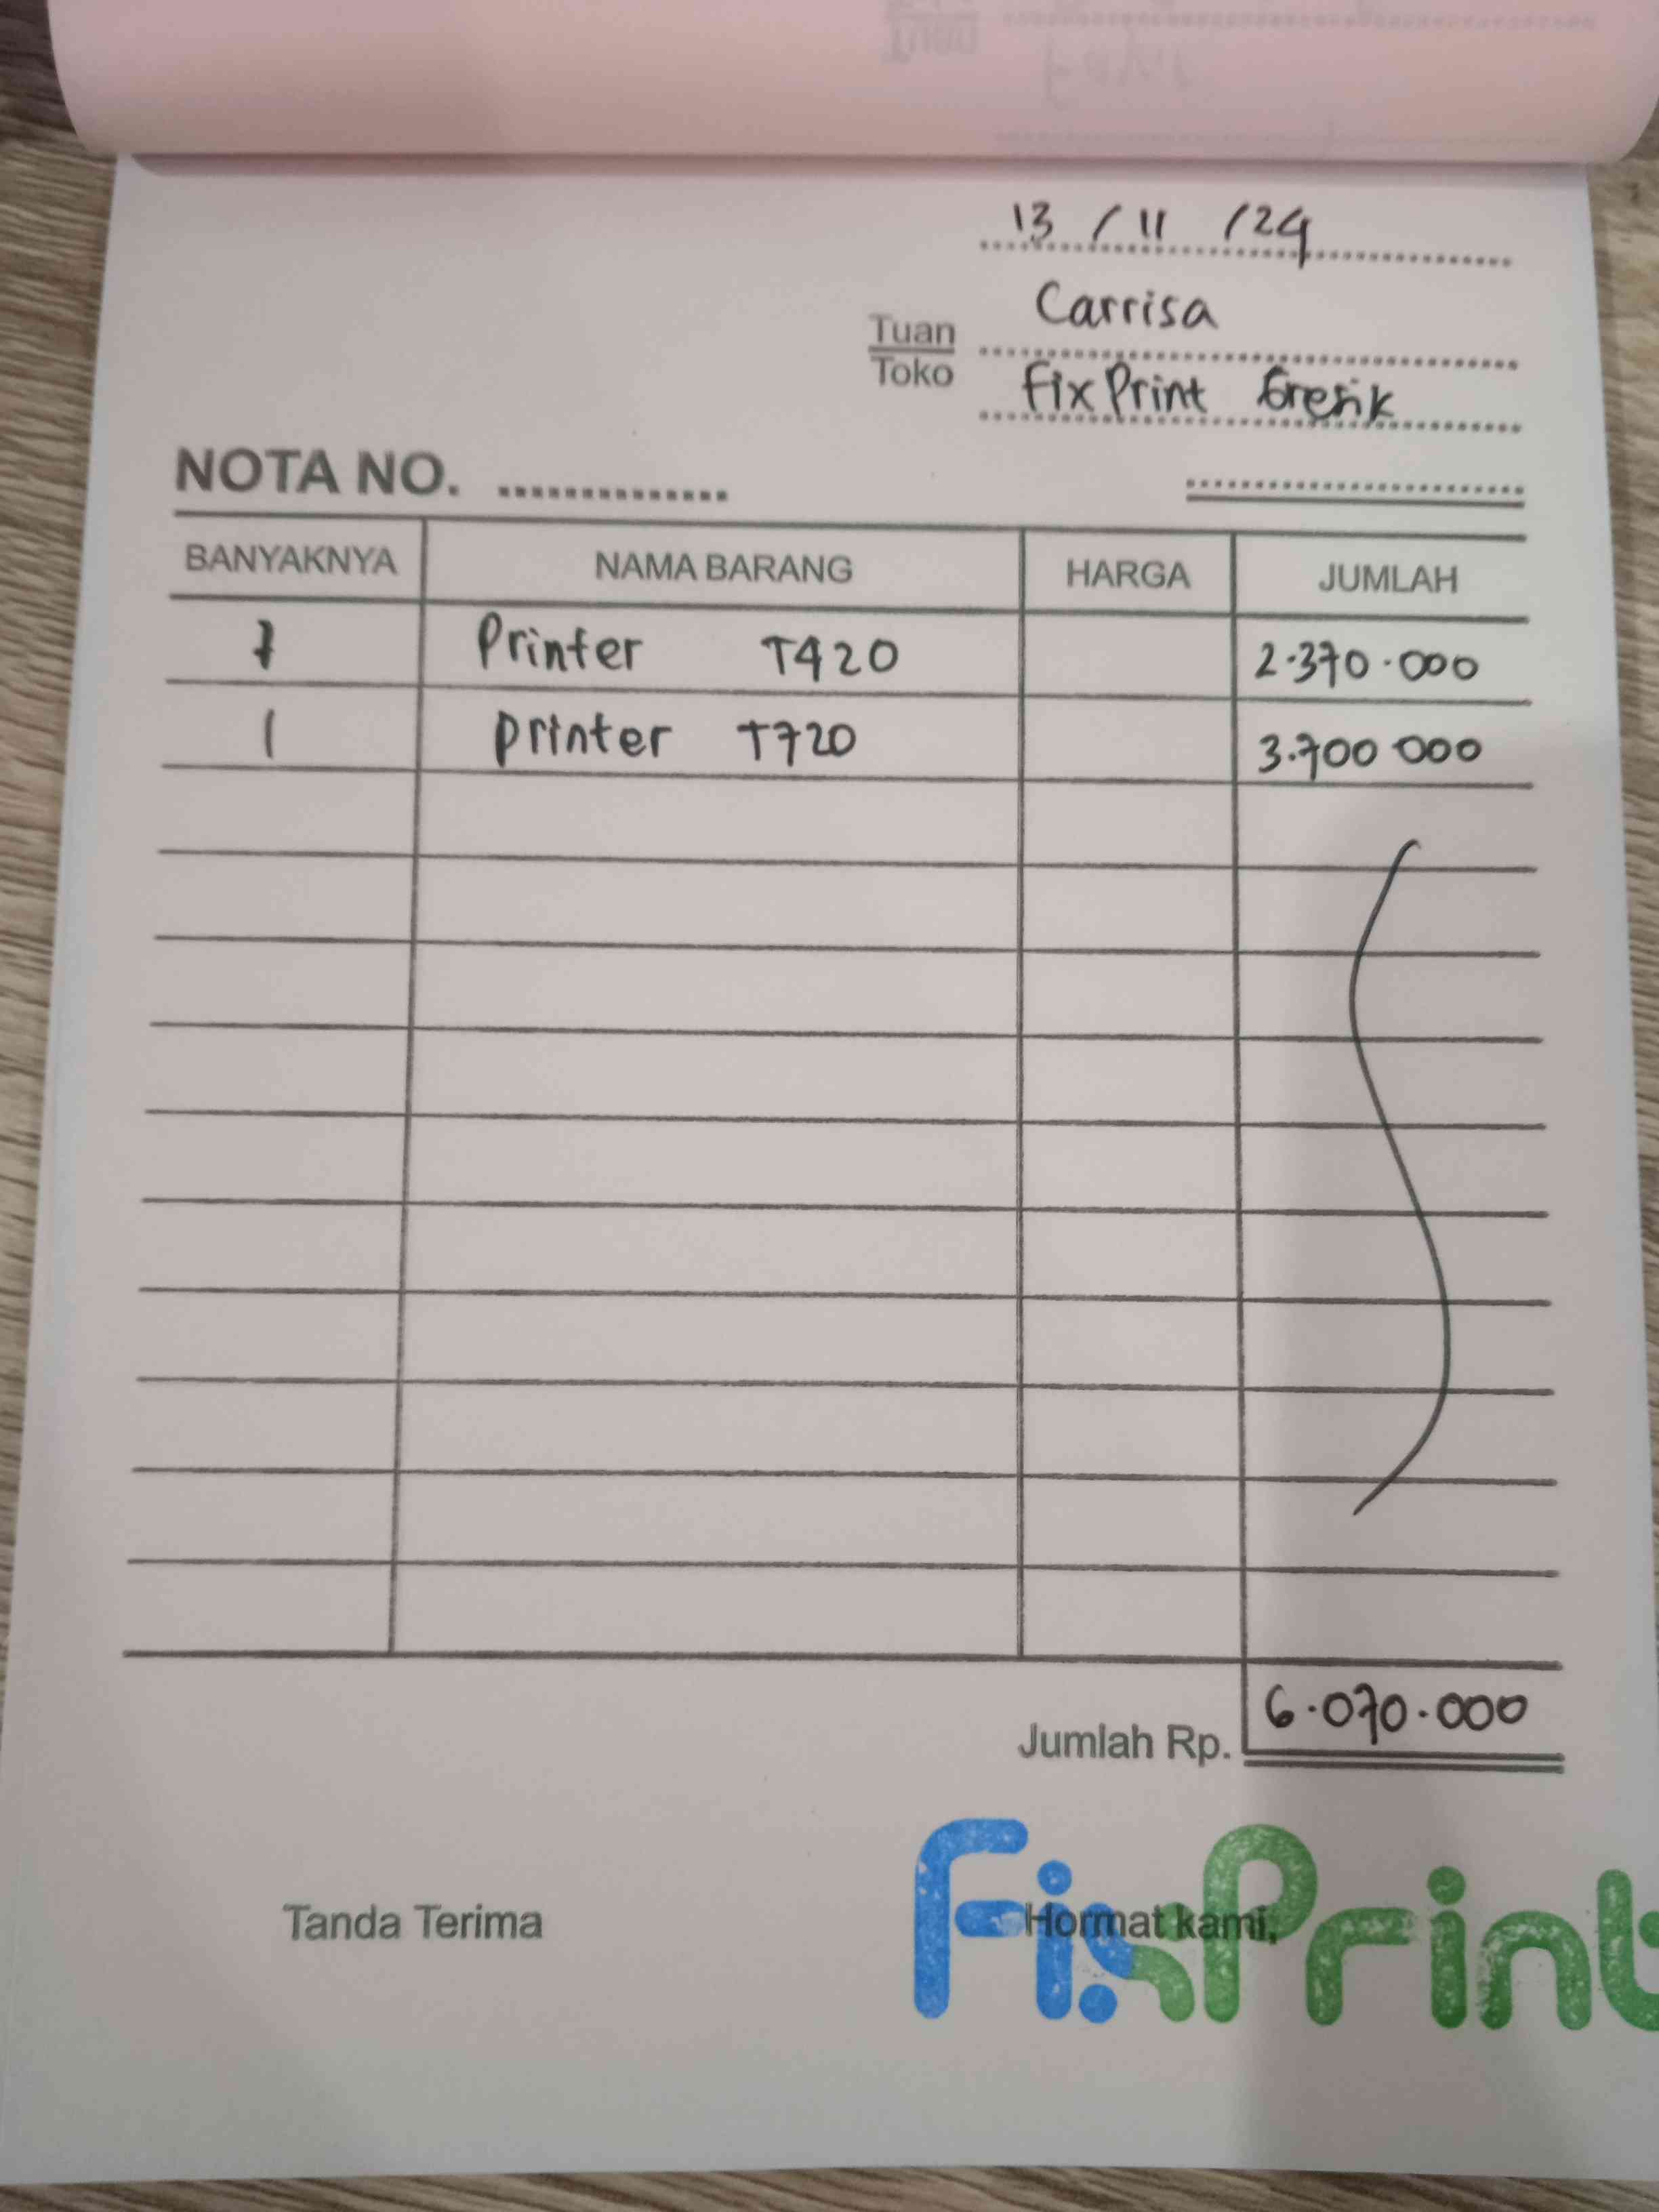 13 / 11 / 24
Tuan Carrisa
Toko FixPrint Gresik
NOTA NO. ..............
BANYAKNYA NAMA BARANG HARGA JUMLAH
Printer T420 2.370.000
1 Printer T720 3.700 000
Jumlah Rp. 6.070.000
Tanda Terima Hormat kami,
FixPrint